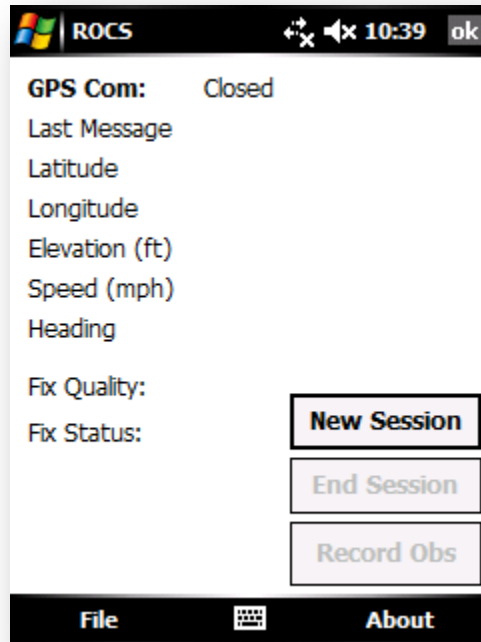 ROCS 10:39 ok
GPS Com: Closed
Last Message
Latitude
Longitude
Elevation (ft)
Speed (mph)
Heading
Fix Quality:
Fix Status:
New Session
End Session
Record Obs
File About